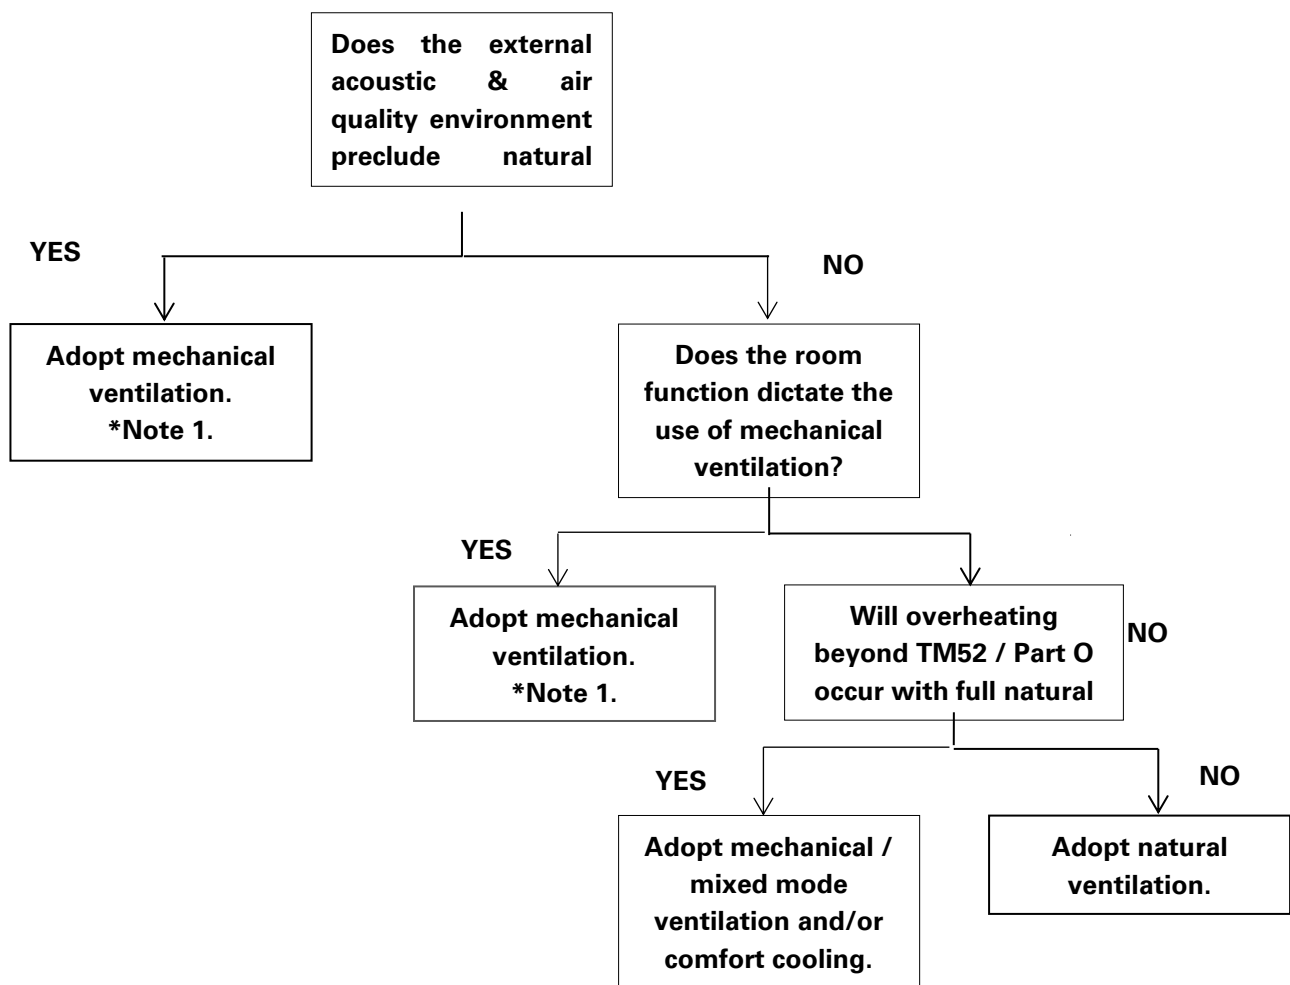 Does the external
acoustic & air
quality environment
preclude natural
YES
NO
Adopt mechanical
ventilation.
*Note 1.
Does the room
function dictate the
use of mechanical
ventilation?
YES
NO
Adopt mechanical
ventilation.
*Note 1.
Will overheating
beyond TM52 / Part O
occur with full natural
YES
NO
Adopt mechanical /
mixed mode
ventilation and/or
comfort cooling.
Adopt natural
ventilation.